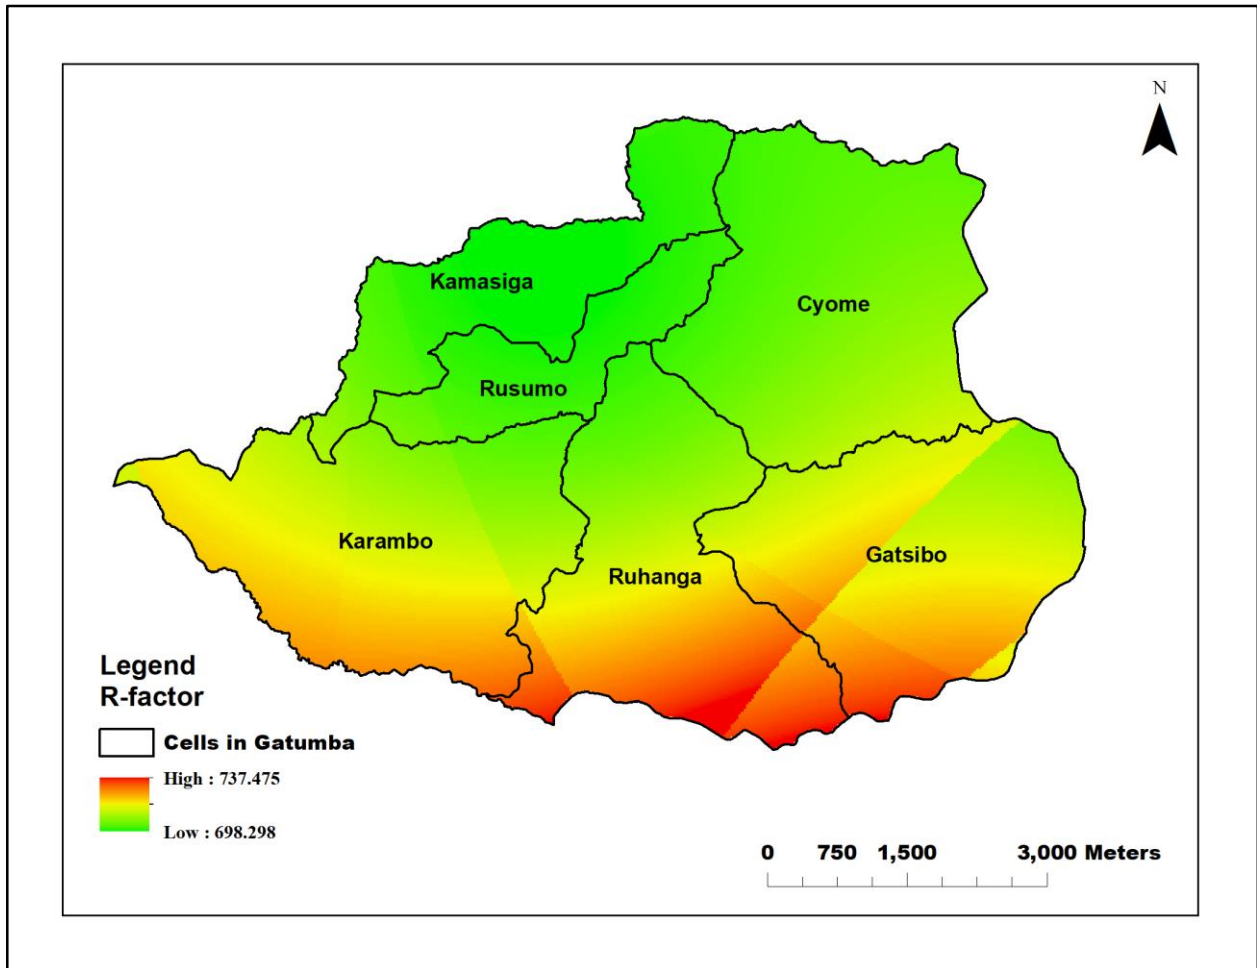 N
Kamasiga
Cyome
Rusumo
Karambo
Ruhanga
Gatsibo
Legend
R-factor
Cells in Gatumba
High : 737.475
Low : 698.298
0 750 1,500 3,000 Meters